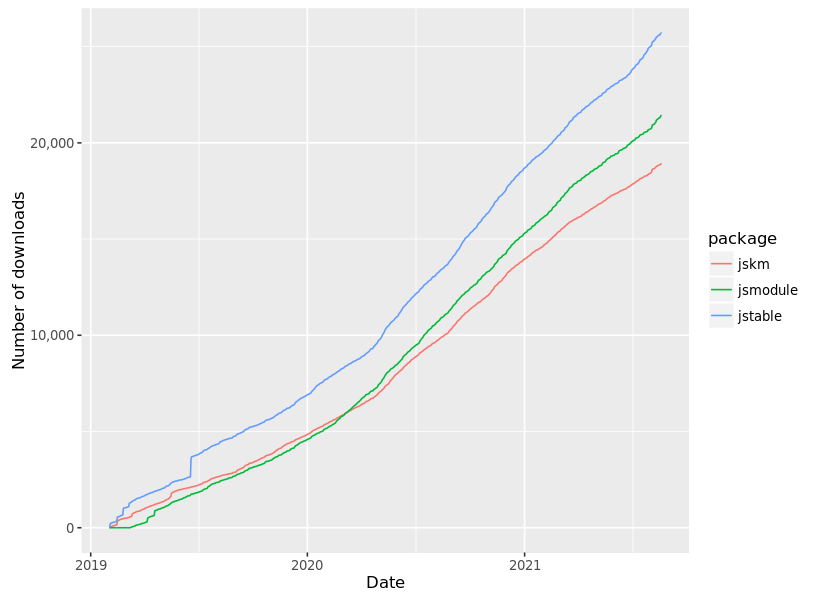 20,000
10,000
0
2019
2020
2021
Number of downloads
Date
package
jskm
jsmodule
jstable